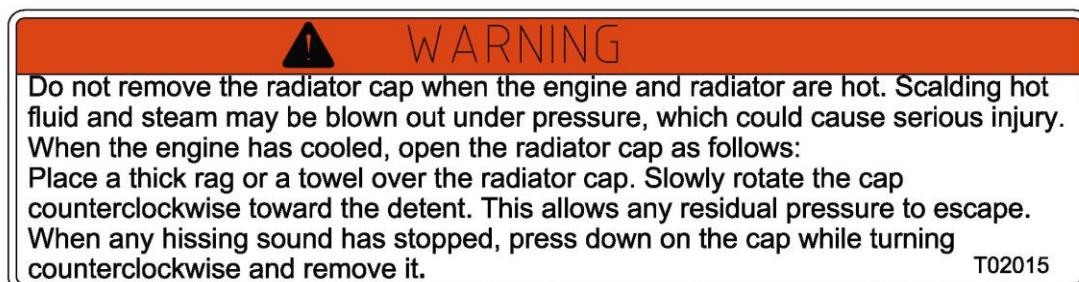 WARNING
Do not remove the radiator cap when the engine and radiator are hot. Scalding hot
fluid and steam may be blown out under pressure, which could cause serious injury.
When the engine has cooled, open the radiator cap as follows:
Place a thick rag or a towel over the radiator cap. Slowly rotate the cap
counterclockwise toward the detent. This allows any residual pressure to escape.
When any hissing sound has stopped, press down on the cap while turning
counterclockwise and remove it. T02015